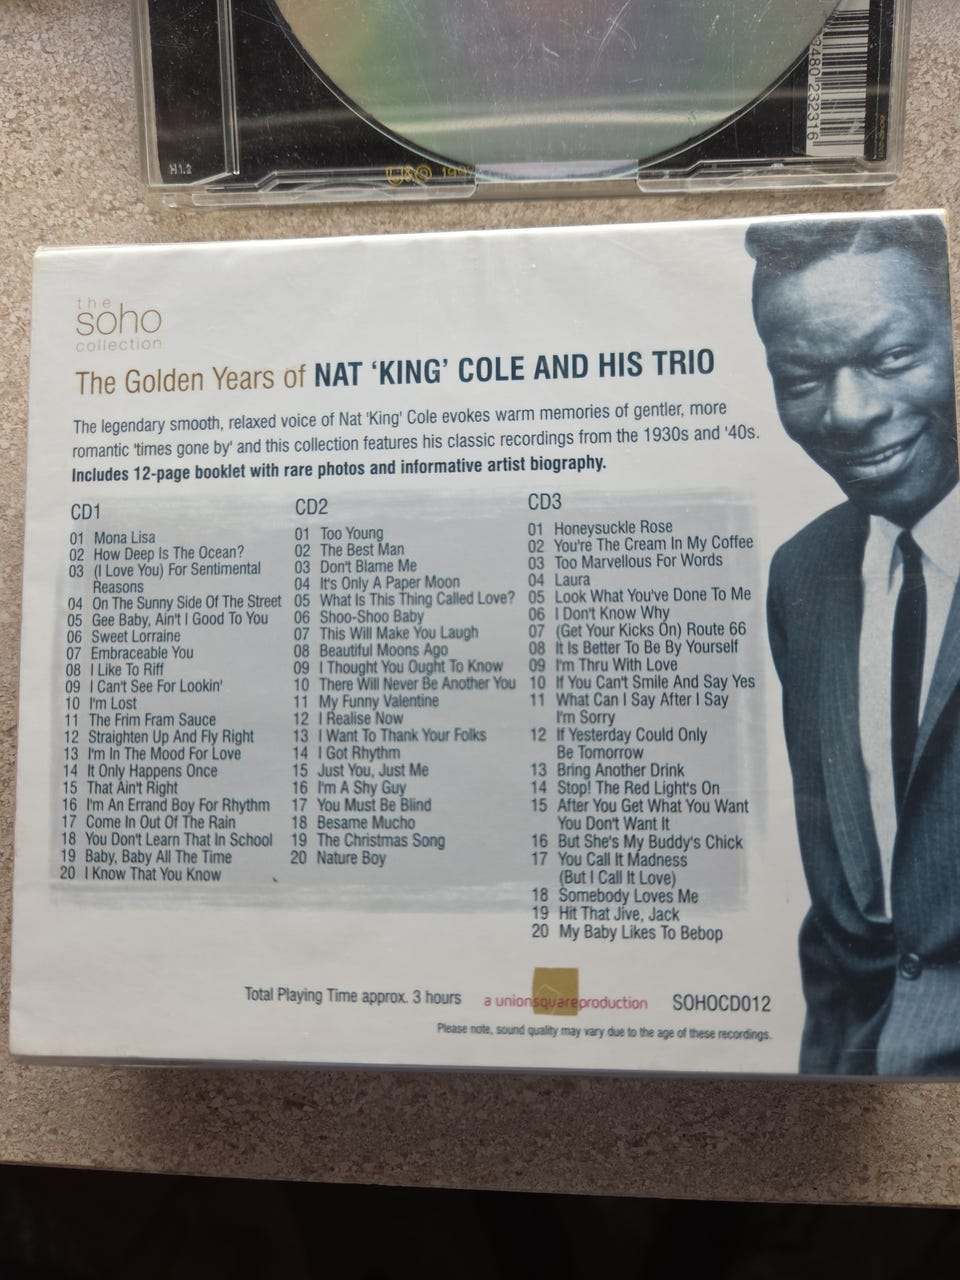 H1.2
3480 232316
the
soho
collection
The Golden Years of NAT 'KING' COLE AND HIS TRIO
The legendary smooth, relaxed voice of Nat 'King' Cole evokes warm memories of gentler, more
romantic 'times gone by' and this collection features his classic recordings from the 1930s and '40s.
Includes 12-page booklet with rare photos and informative artist biography.
CD1
01 Mona Lisa
02 How Deep Is The Ocean?
03 (I Love You) For Sentimental
Reasons
04 On The Sunny Side Of The Street
05 Gee Baby, Ain't I Good To You
06 Sweet Lorraine
07 Embraceable You
08 I Like To Riff
09 I Can't See For Lookin'
10 I'm Lost
11 The Frim Fram Sauce
12 Straighten Up And Fly Right
13 I'm In The Mood For Love
14 It Only Happens Once
15 That Ain't Right
16 I'm An Errand Boy For Rhythm
17 Come In Out Of The Rain
18 You Don't Learn That In School
19 Baby, Baby All The Time
20 I Know That You Know
CD2
01 Too Young
02 The Best Man
03 Don't Blame Me
04 It's Only A Paper Moon
05 What Is This Thing Called Love?
06 Shoo-Shoo Baby
07 This Will Make You Laugh
08 Beautiful Moons Ago
09 I Thought You Ought To Know
10 There Will Never Be Another You
11 My Funny Valentine
12 I Realise Now
13 I Want To Thank Your Folks
14 I Got Rhythm
15 Just You, Just Me
16 I'm A Shy Guy
17 You Must Be Blind
18 Besame Mucho
19 The Christmas Song
20 Nature Boy
CD3
01 Honeysuckle Rose
02 You're The Cream In My Coffee
03 Too Marvellous For Words
04 Laura
05 Look What You've Done To Me
06 I Don't Know Why
07 (Get Your Kicks On) Route 66
08 It Is Better To Be By Yourself
09 I'm Thru With Love
10 If You Can't Smile And Say Yes
11 What Can I Say After I Say
I'm Sorry
12 If Yesterday Could Only
Be Tomorrow
13 Bring Another Drink
14 Stop! The Red Light's On
15 After You Get What You Want
You Don't Want It
16 But She's My Buddy's Chick
17 You Call It Madness
(But I Call It Love)
18 Somebody Loves Me
19 Hit That Jive, Jack
20 My Baby Likes To Bebop
Total Playing Time approx. 3 hours
a unionsquareproduction
SOHOCD012
Please note, sound quality may vary due to the age of these recordings.